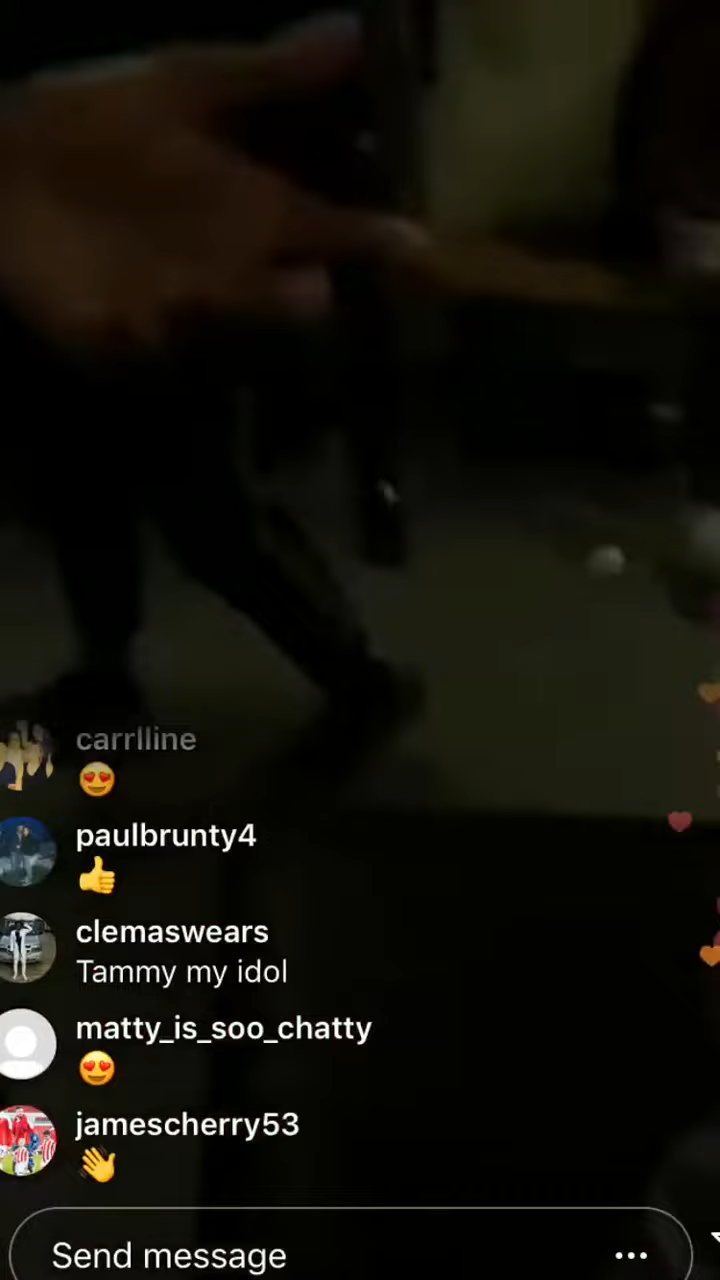 carrlline
😍
paulbrunty4
👍
clemaswears
Tammy my idol
matty_is_soo_chatty
😍
jamescherry53
👋
Send message